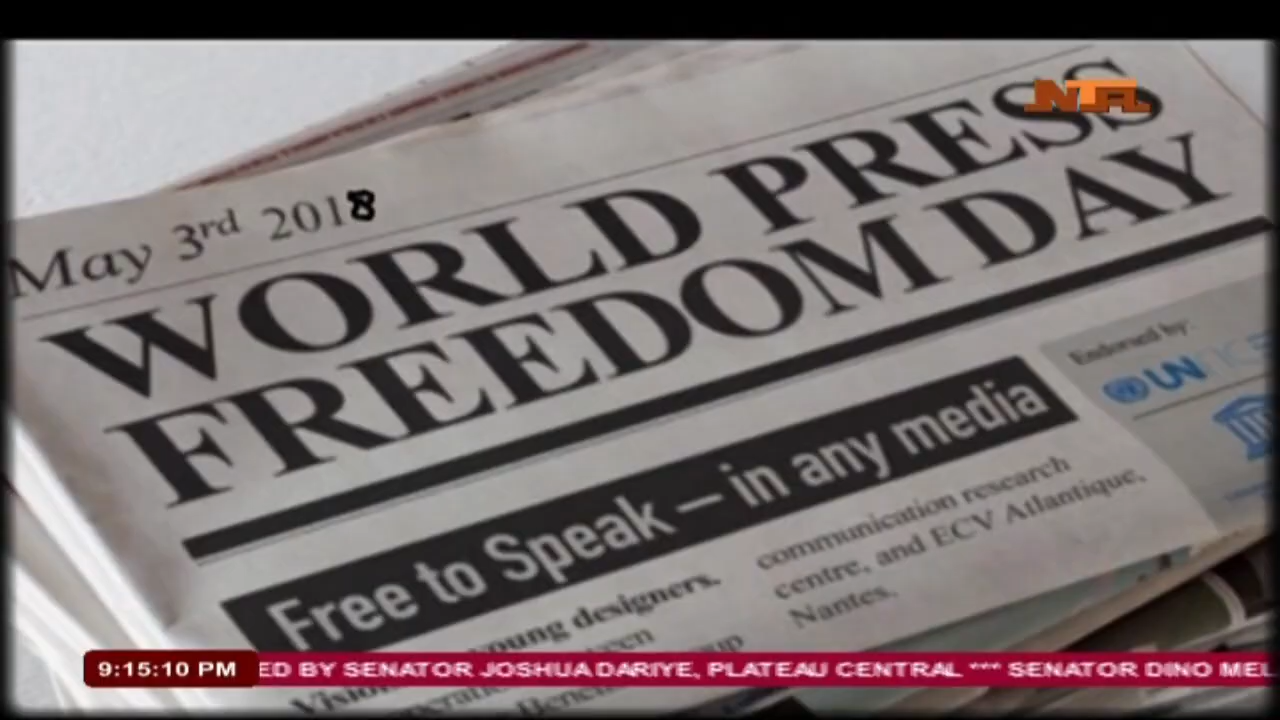 NTA
May 3rd 2018
WORLD PRESS
FREEDOM DAY
Endorsed by:
UN
Free to Speak – in any media
young designers,
communication research
centre, and ECV Atlantique,
Nantes,
9:15:10 PM
ED BY SENATOR JOSHUA DARIYE, PLATEAU CENTRAL *** SENATOR DINO MEL